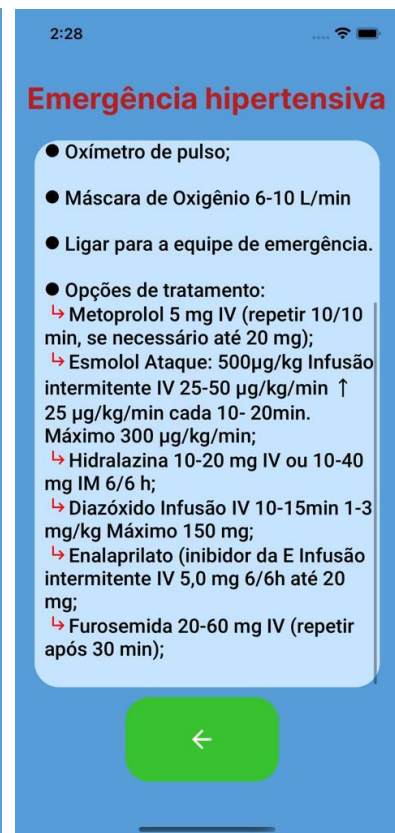 2:28
Emergência hipertensiva
● Oxímetro de pulso;
● Máscara de Oxigênio 6-10 L/min
● Ligar para a equipe de emergência.
● Opções de tratamento:
↳ Metoprolol 5 mg IV (repetir 10/10
min, se necessário até 20 mg);
↳ Esmolol Ataque: 500µg/kg Infusão
intermitente IV 25-50 µg/kg/min ↑
25 µg/kg/min cada 10- 20min.
Máximo 300 µg/kg/min;
↳ Hidralazina 10-20 mg IV ou 10-40
mg IM 6/6 h;
↳ Diazóxido Infusão IV 10-15min 1-3
mg/kg Máximo 150 mg;
↳ Enalaprilato (inibidor da E Infusão
intermitente IV 5,0 mg 6/6h até 20
mg;
↳ Furosemida 20-60 mg IV (repetir
após 30 min);